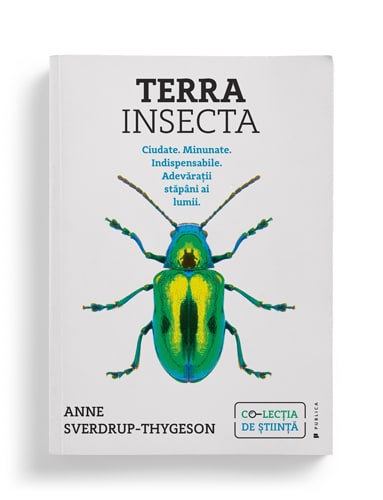 TERRA
INSECTA
Ciudate. Minunate.
Indispensabile.
Adevărații
stăpâni ai
lumii.
ANNE
SVERDRUP-THYGESON
CO-LECȚIA
DE ȘTIINȚĂ
PUBLICA